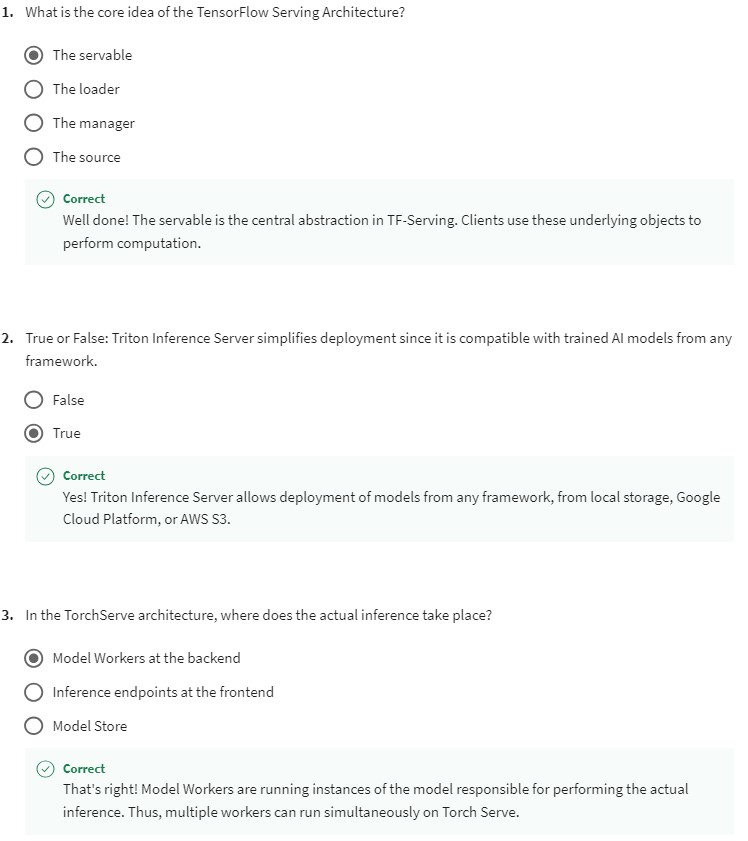 1. What is the core idea of the TensorFlow Serving Architecture?
The servable
The loader
The manager
The source
Correct
Well done! The servable is the central abstraction in TF-Serving. Clients use these underlying objects to
perform computation.
2. True or False: Triton Inference Server simplifies deployment since it is compatible with trained AI models from any
framework.
False
True
Correct
Yes! Triton Inference Server allows deployment of models from any framework, from local storage, Google
Cloud Platform, or AWS S3.
3. In the TorchServe architecture, where does the actual inference take place?
Model Workers at the backend
Inference endpoints at the frontend
Model Store
Correct
That's right! Model Workers are running instances of the model responsible for performing the actual
inference. Thus, multiple workers can run simultaneously on Torch Serve.